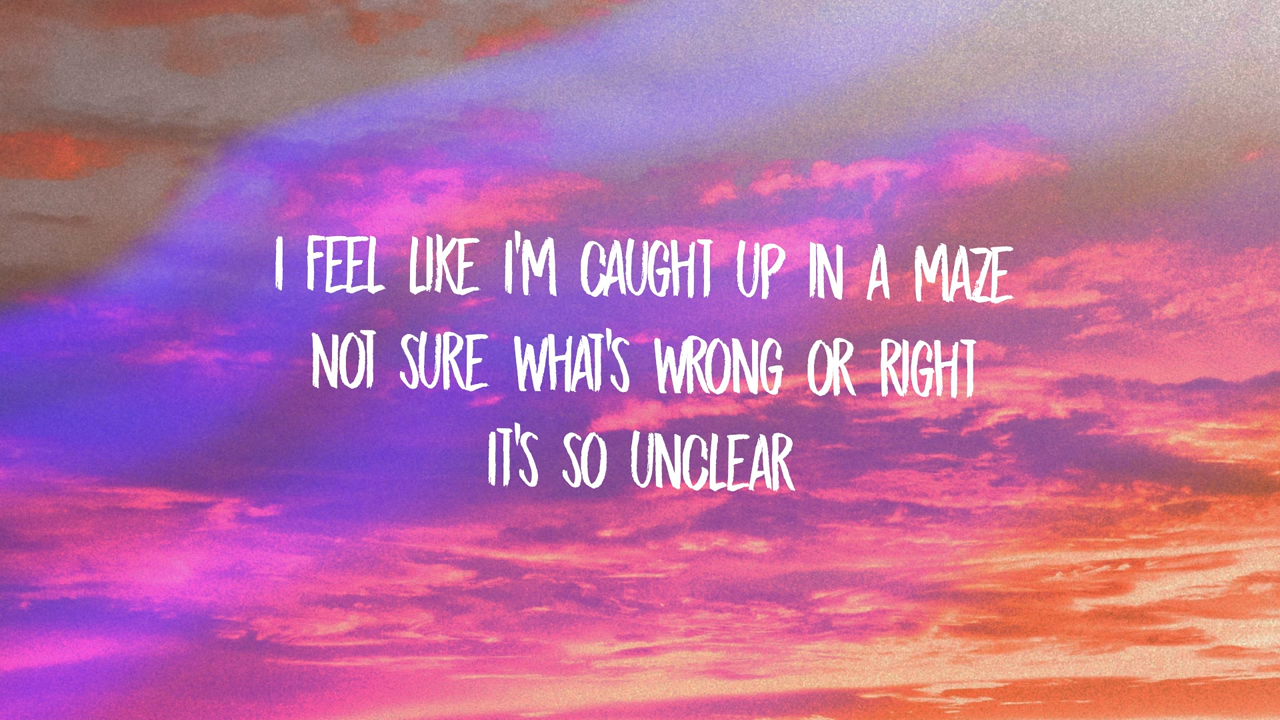 I FEEL LIKE I'M CAUGHT UP IN A MAZE
NOT SURE WHAT'S WRONG OR RIGHT
IT'S SO UNCLEAR